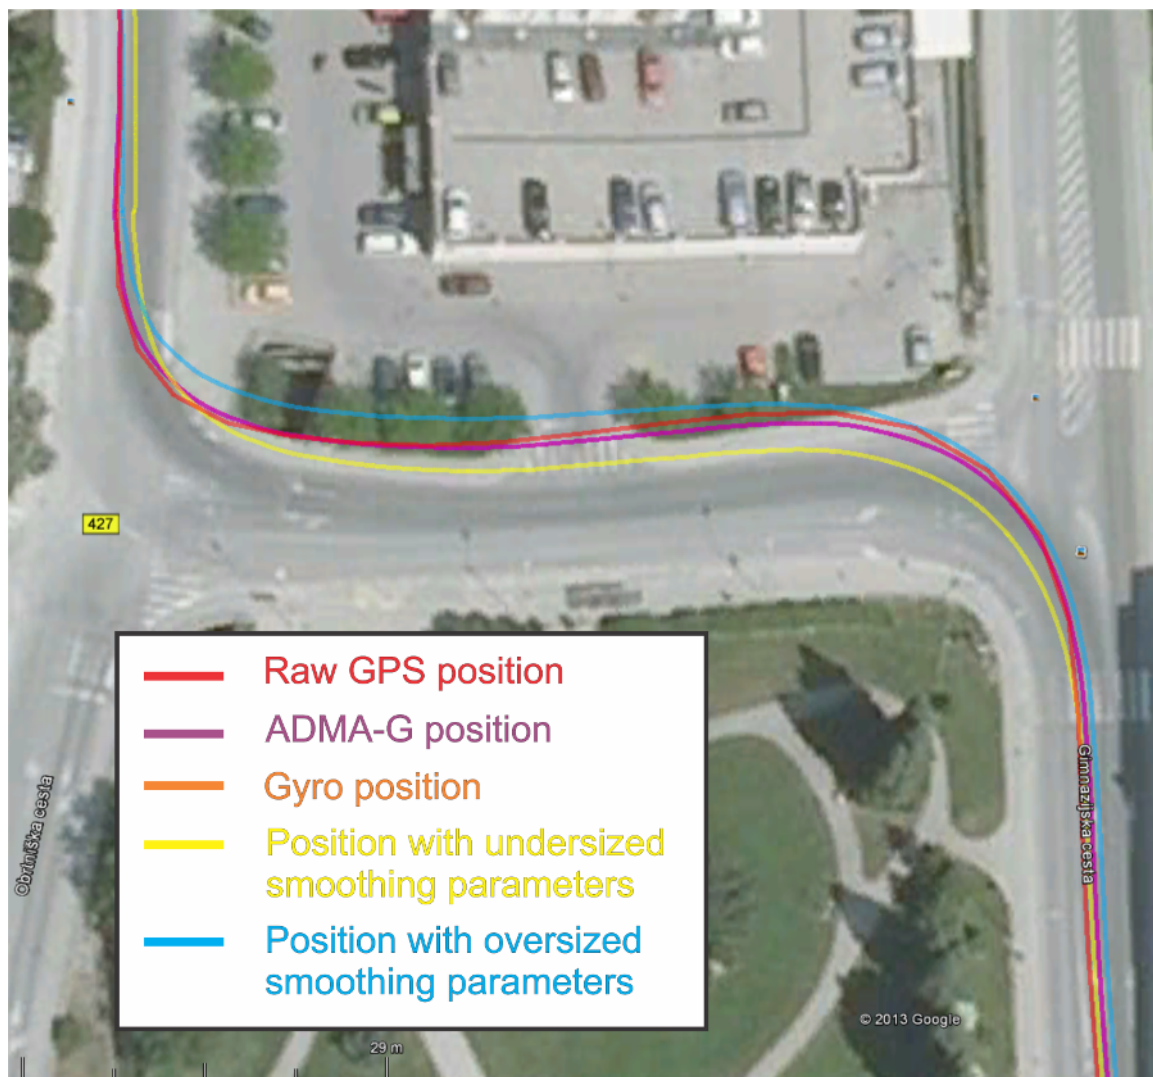 427
Raw GPS position
ADMA-G position
Gyro position
Position with undersized
smoothing parameters
Position with oversized
smoothing parameters
Obrtniška cesta
Gimnazijska cesta
© 2013 Google
29 m